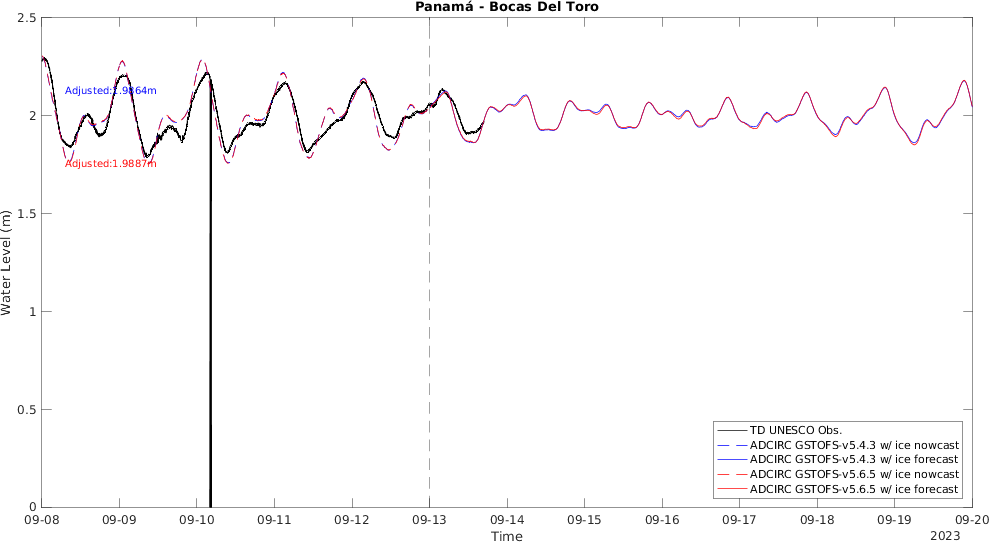 Panamá - Bocas Del Toro
2.5
2
1.5
1
0.5
0
Water Level (m)
Adjusted:1.9864m
Adjusted:1.9887m
TD UNESCO Obs.
ADCIRC GSTOFS-v5.4.3 w/ ice nowcast
ADCIRC GSTOFS-v5.4.3 w/ ice forecast
ADCIRC GSTOFS-v5.6.5 w/ ice nowcast
ADCIRC GSTOFS-v5.6.5 w/ ice forecast
09-08 09-09 09-10 09-11 09-12 09-13 09-14 09-15 09-16 09-17 09-18 09-19 09-20
Time
2023